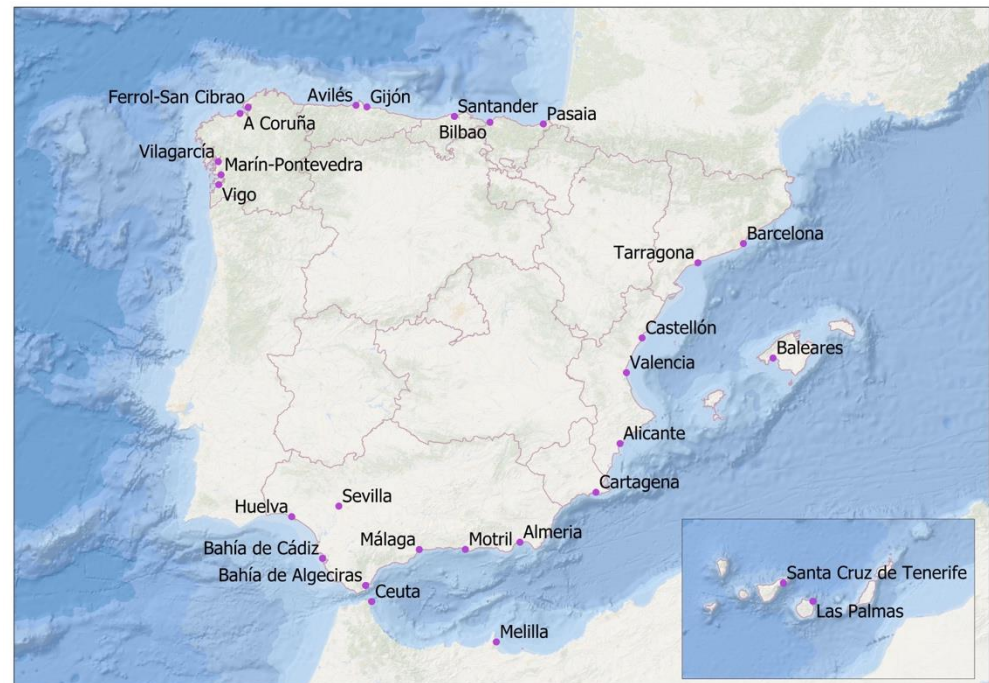 Ferrol-San Cibrao
A Coruña
Avilés
Gijón
Santander
Bilbao
Pasaia
Vilagarcía
Marín-Pontevedra
Vigo
Barcelona
Tarragona
Castellón
Baleares
Valencia
Alicante
Cartagena
Sevilla
Huelva
Bahía de Cádiz
Málaga
Motril
Almeria
Bahía de Algeciras
Ceuta
Melilla
Santa Cruz de Tenerife
Las Palmas